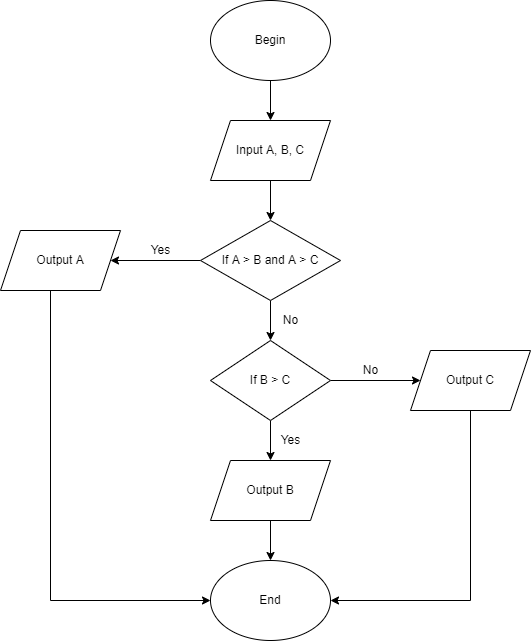 Begin
Input A, B, C
If A > B and A > C
Yes
Output A
No
If B > C
No
Output C
Yes
Output B
End